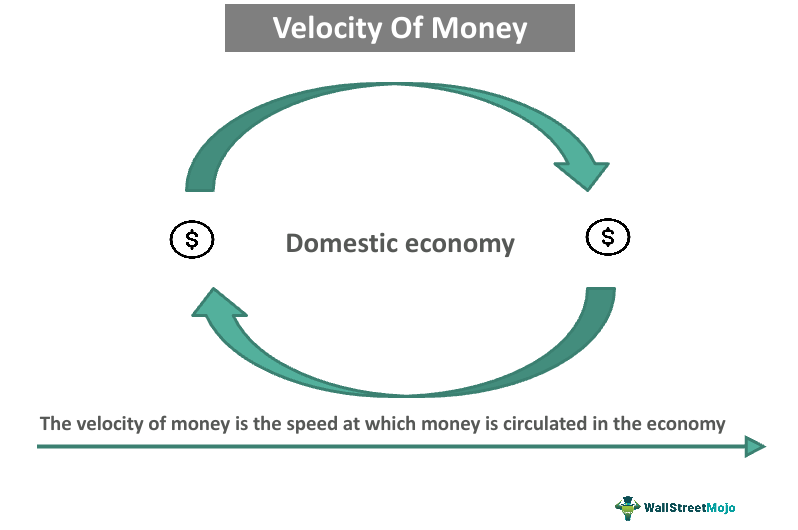 Velocity Of Money
$
Domestic economy
$
The velocity of money is the speed at which money is circulated in the economy
WallStreetMojo